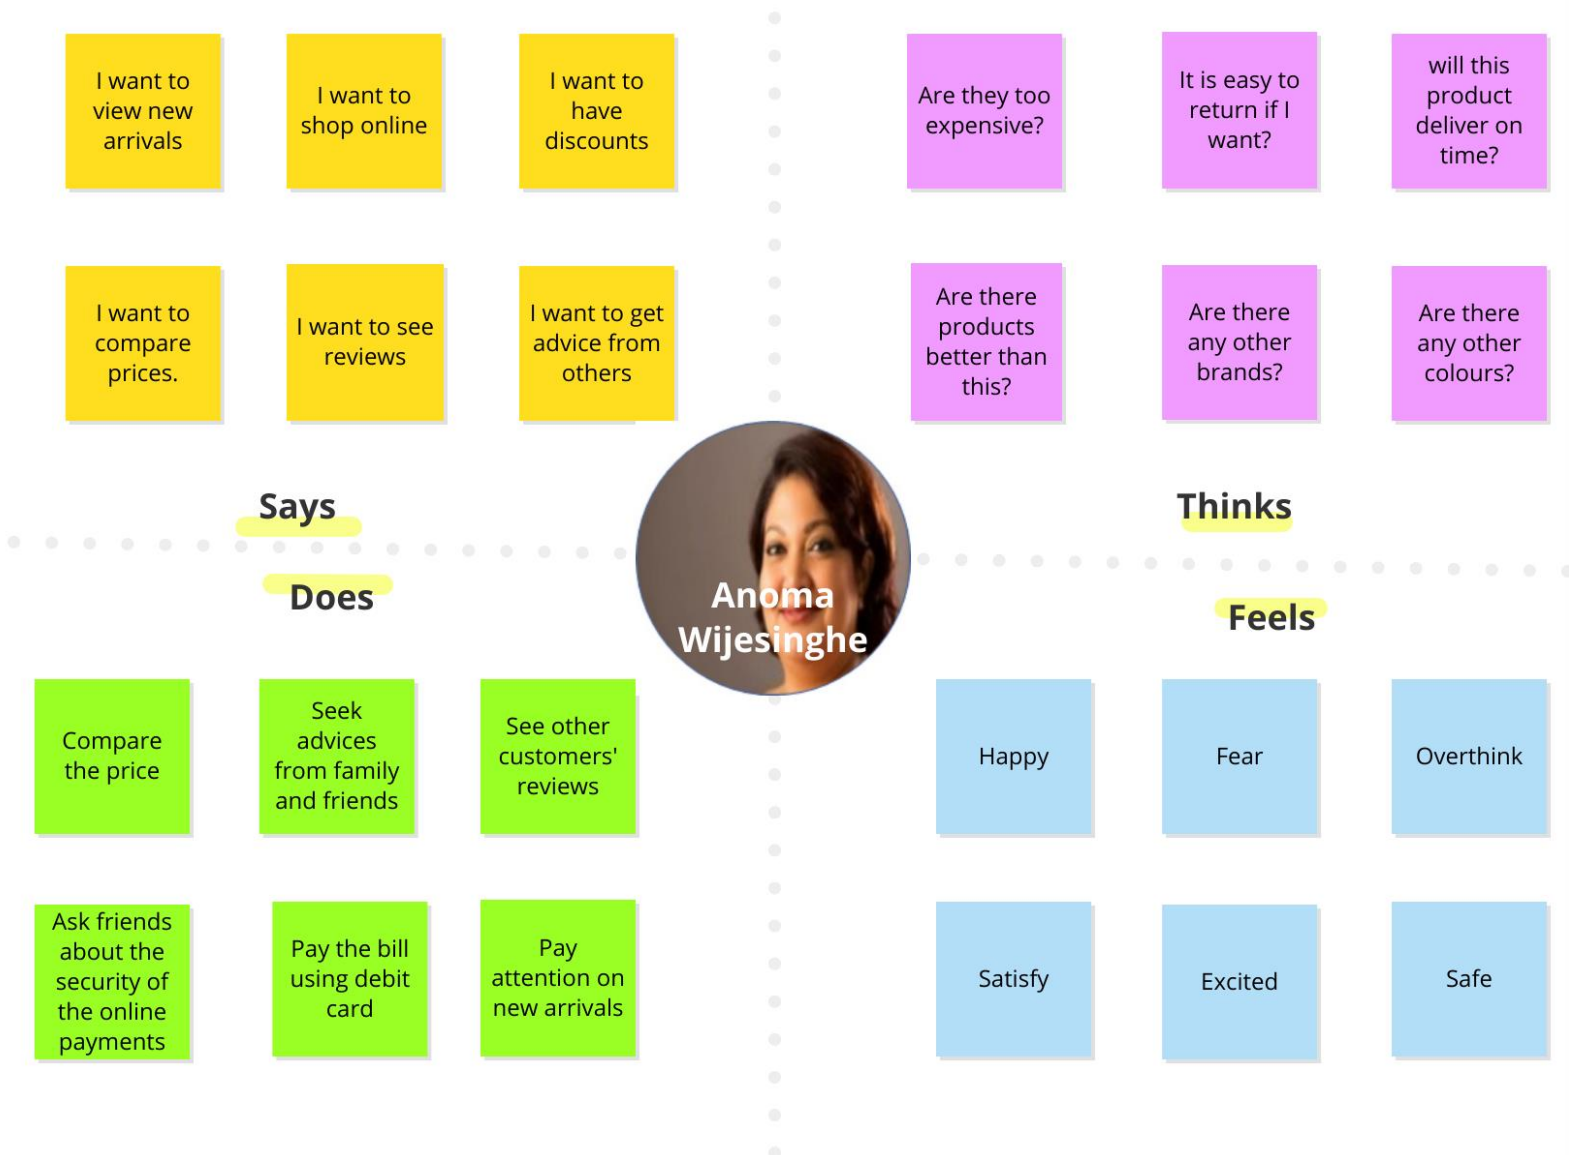 I want to
view new
arrivals
I want to
shop online
I want to
have
discounts
I want to
compare
prices.
I want to see
reviews
I want to get
advice from
others
Says
Are they too
expensive?
It is easy to
return if I
want?
will this
product
deliver on
time?
Are there
products
better than
this?
Are there
any other
brands?
Are there
any other
colours?
Thinks
Anoma
Wijesinghe
Does
Compare
the price
Seek
advices
from family
and friends
See other
customers'
reviews
Ask friends
about the
security of
the online
payments
Pay the bill
using debit
card
Pay
attention on
new arrivals
Feels
Happy
Fear
Overthink
Satisfy
Excited
Safe